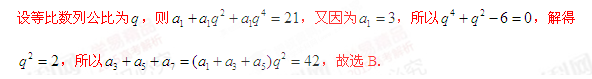 设等比数列公比为q，则a₁+a₁q²+a₁q⁴=21，又因为a₁=3，所以q⁴+q²-6=0，解得
q²=2，所以a₃+a₅+a₇=(a₁+a₃+a₅)q²=42，故选 B.